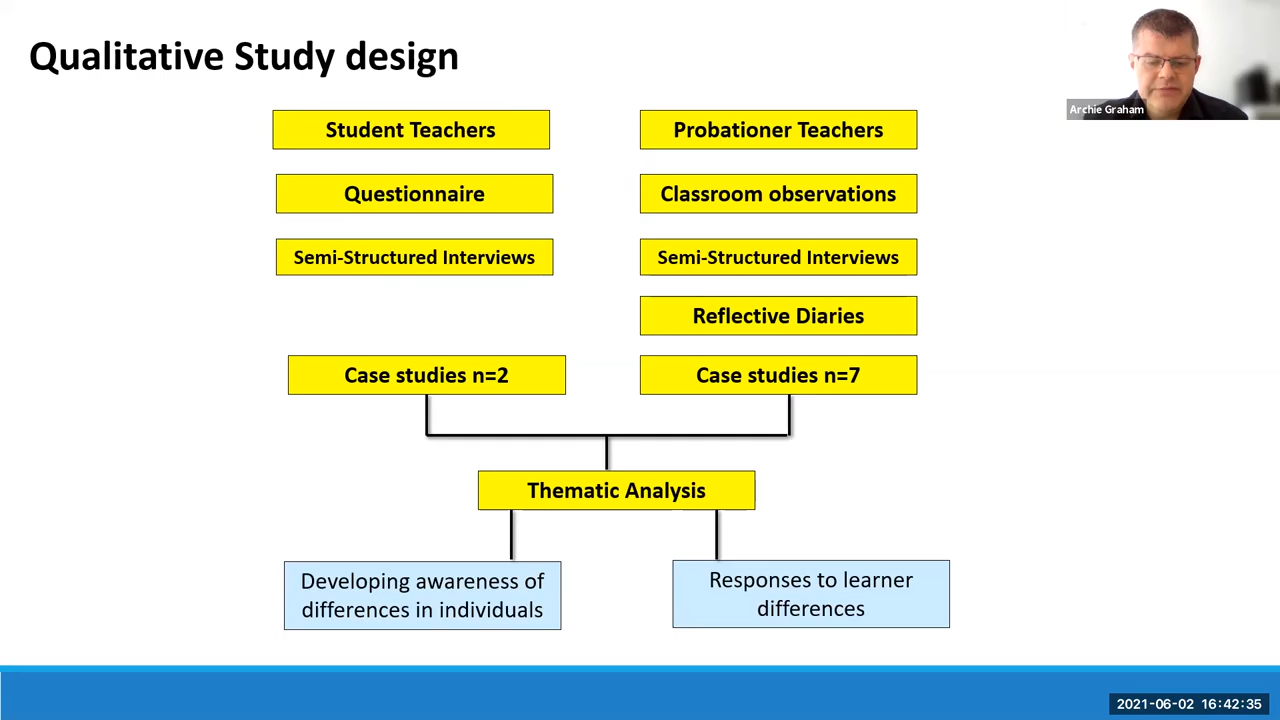 Qualitative Study design
Archie Graham
Student Teachers
Probationer Teachers
Questionnaire
Classroom observations
Semi-Structured Interviews
Semi-Structured Interviews
Reflective Diaries
Case studies n=2
Case studies n=7
Thematic Analysis
Developing awareness of
differences in individuals
Responses to learner
differences
2021-06-02 16:42:35